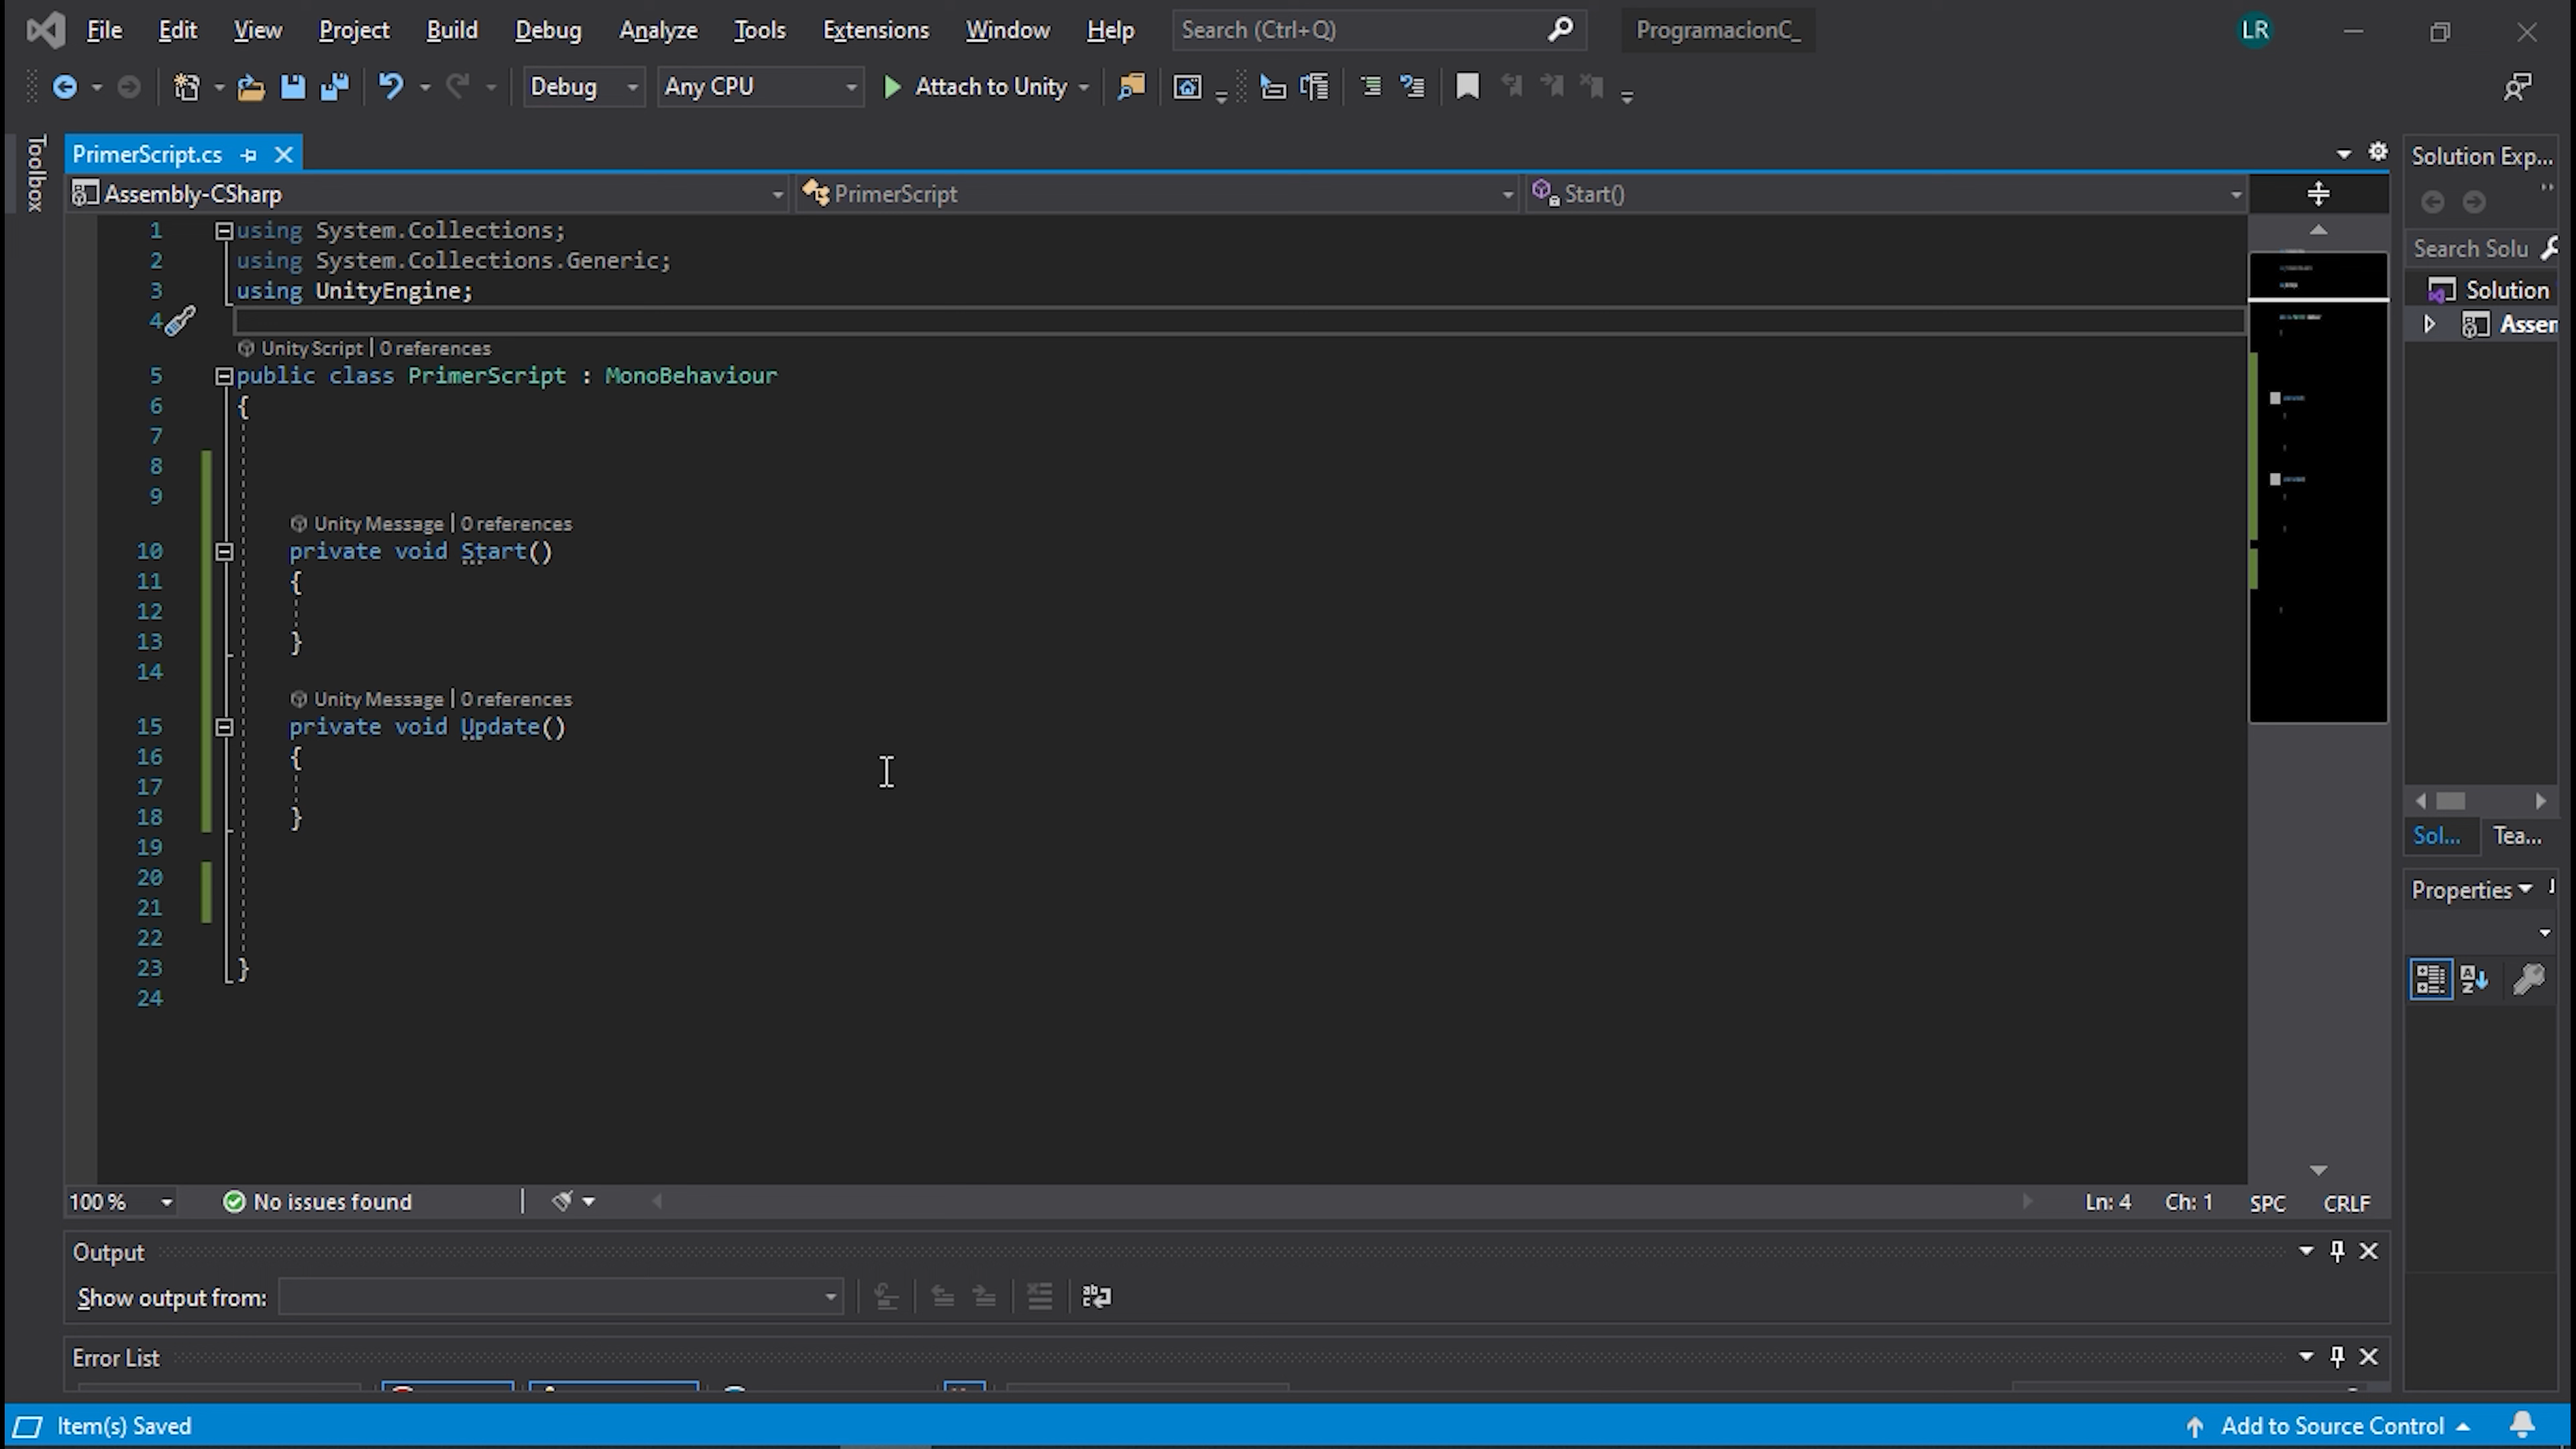 File Edit View Project Build Debug Analyze Tools Extensions Window Help Search (Ctrl+Q) ProgramacionC_ LR
Debug Any CPU Attach to Unity
Toolbox
PrimerScript.cs
Assembly-CSharp PrimerScript Start()
1 using System.Collections;
2 using System.Collections.Generic;
3 using UnityEngine;
4
Unity Script | 0 references
5 public class PrimerScript : MonoBehaviour
6 {
7
8
9
Unity Message | 0 references
10 private void Start()
11 {
12
13 }
14
Unity Message | 0 references
15 private void Update()
16 {
17
18 }
19
20
21
22
23 }
24
100 % No issues found Ln: 4 Ch: 1 SPC CRLF
Output
Show output from:
Error List
Item(s) Saved Add to Source Control
Solution Exp...
Search Solu
Solution
Assem
Sol... Tea...
Properties